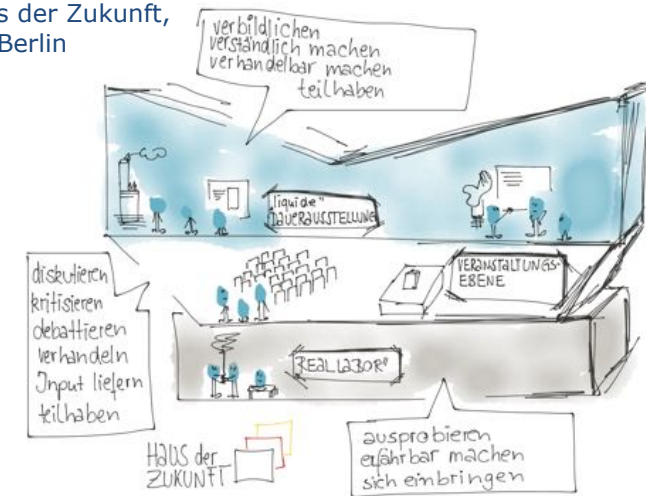 s der Zukunft,
Berlin
verbildlichen
verständlich machen
verhandelbar machen
teilhaben
"liquide"
DAUERAUSSTELLUNG
diskutieren
kritisieren
debattieren
verhandeln
Input liefern
teilhaben
VERANSTALTUNGS-
EBENE
"REALLABOR"
HAUS der
ZUKUNFT
ausprobieren
erfahrbar machen
sich einbringen